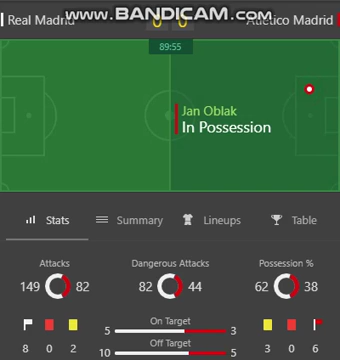 www.BANDICAM.com
Real Madrid 0 0 Atlético Madrid
89:55
Jan Oblak
In Possession
Stats Summary Lineups Table
Attacks Dangerous Attacks Possession %
149 82 82 44 62 38
On Target
5 3
Off Target
8 0 2 10 5 3 0 6